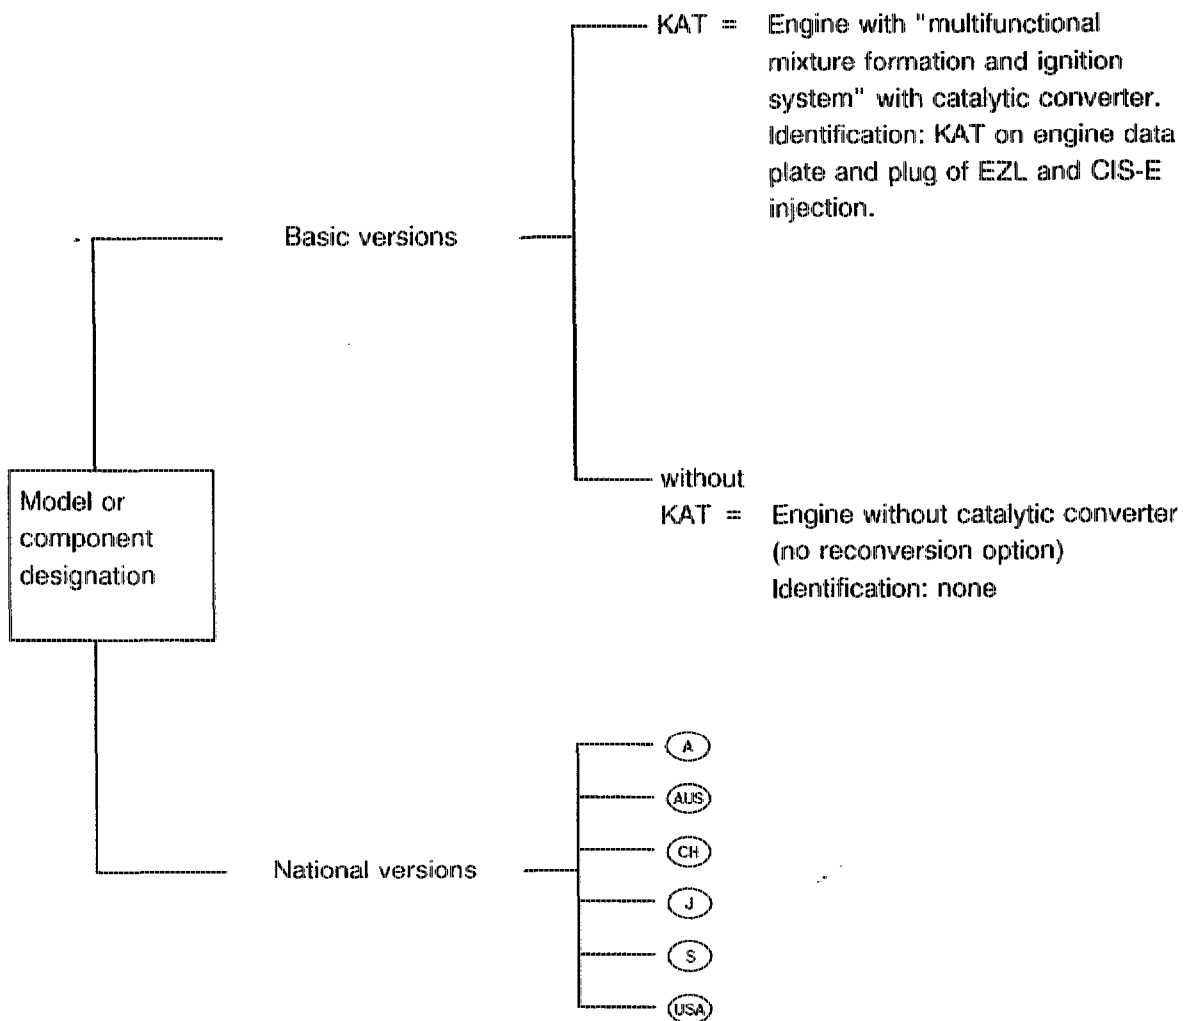 KAT = Engine with "multifunctional
mixture formation and ignition
system" with catalytic converter.
Identification: KAT on engine data
plate and plug of EZL and CIS-E
injection.
Basic versions
without
KAT = Engine without catalytic converter
(no reconversion option)
Identification: none
Model or
component
designation
National versions
A
AUS
CH
J
S
USA